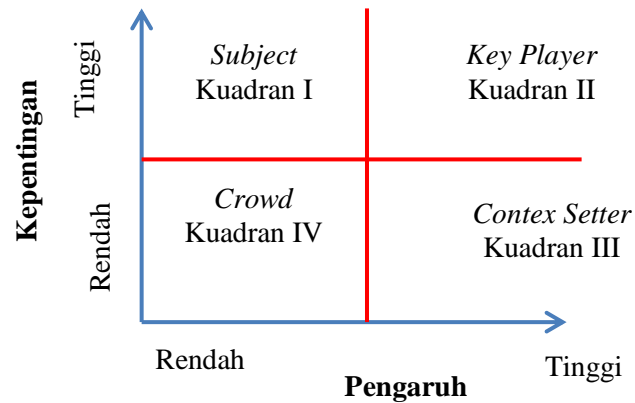 Kepentingan
Tinggi
Rendah
Subject
Kuadran I
Key Player
Kuadran II
Crowd
Kuadran IV
Contex Setter
Kuadran III
Rendah
Tinggi
Pengaruh